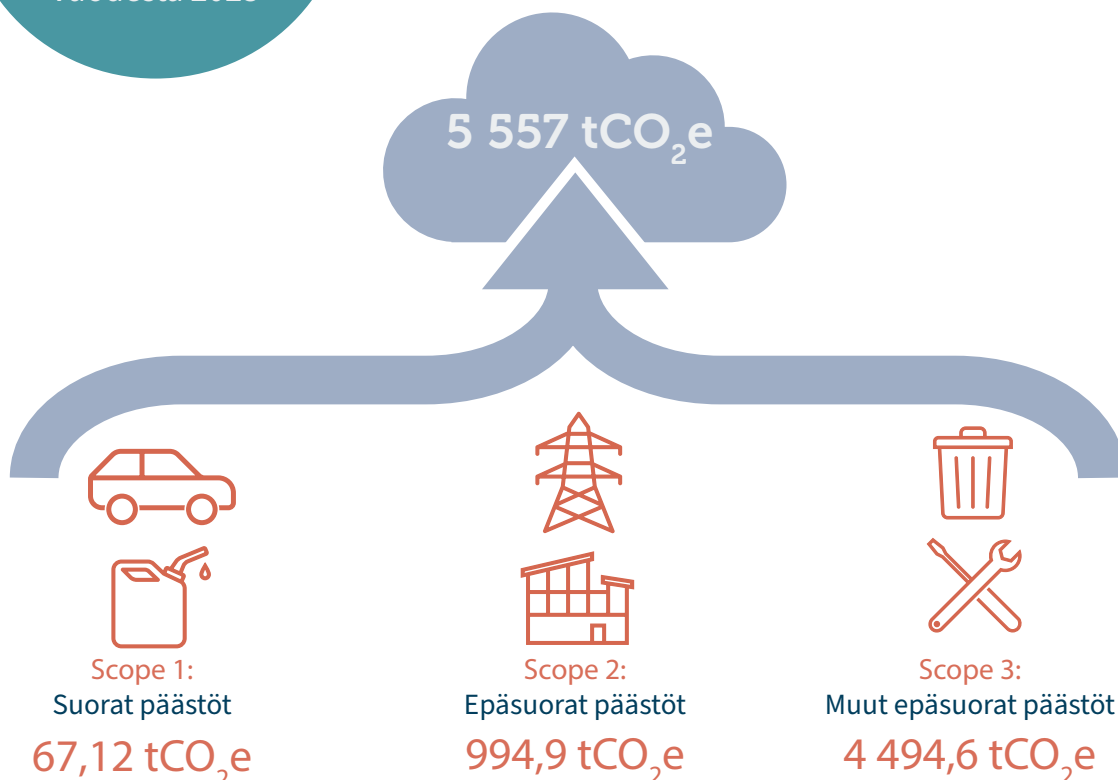 5 557 tCO₂e
Scope 1:
Suorat päästöt
67,12 tCO₂e
Scope 2:
Epäsuorat päästöt
994,9 tCO₂e
Scope 3:
Muut epäsuorat päästöt
4 494,6 tCO₂e